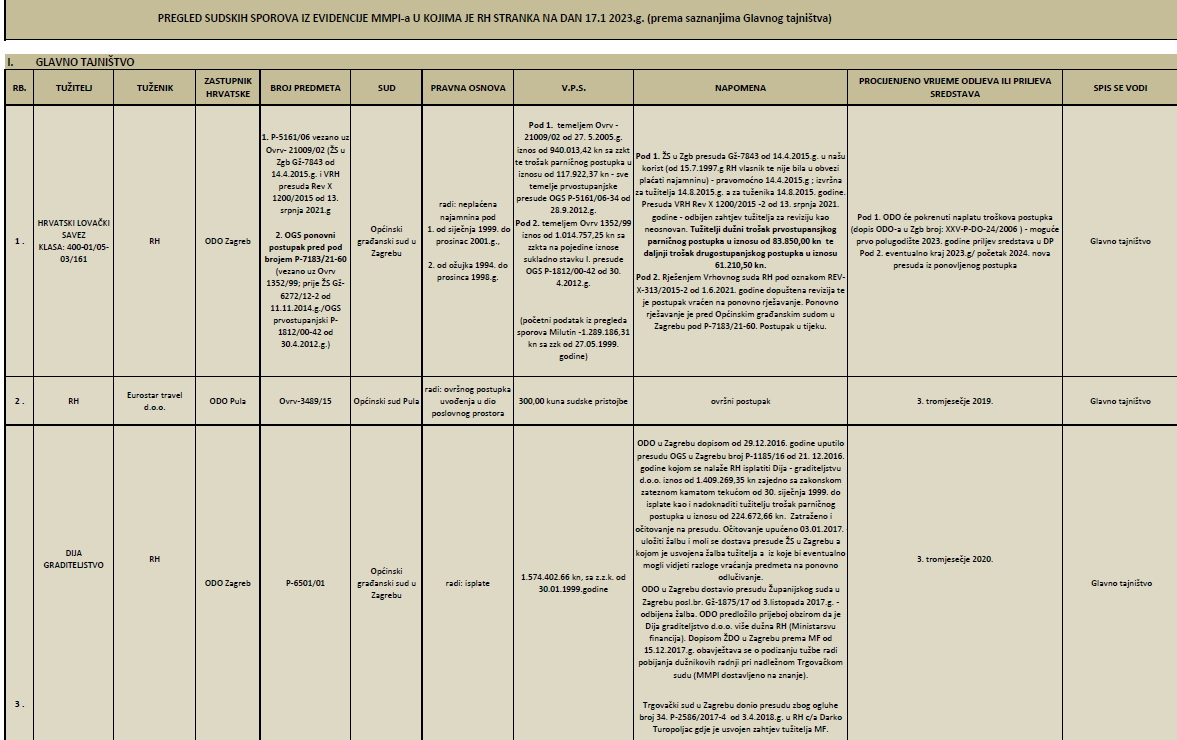 PREGLED SUDSKIH SPOROVA IZ EVIDENCIJE MMPI-a U KOJIMA JE RH STRANKA NA DAN 17.1 2023.g. (prema saznanjima Glavnog tajništva)
I. GLAVNO TAJNIŠTVO
RB.
TUŽITELJ
TUŽENIK
ZASTUPNIK
HRVATSKE
BROJ PREDMETA
SUD
PRAVNA OSNOVA
V.P.S.
NAPOMENA
PROCIJENJENO VRIJEME ODLJEVA ILI PRILJEVA
SREDSTAVA
SPIS SE VODI
1 .
HRVATSKI LOVAČKI
SAVEZ
KLASA: 400-01/05-
03/161
RH
ODO Zagreb
1. P-5161/06 vezano uz
Ovrv- 21009/02 (ŽS u
Zgb Gž-7843 od
14.4.2015.g. i VRH
presuda Rev X
1200/2015 od 13.
srpnja 2021.g
2. OGS ponovni
postupak pred pod
brojem P-7183/21-60
(vezano uz Ovrv
1352/99; prije ŽS Gž-
6272/12-2 od
11.11.2014.g./OGS
prvostupanjski P-
1812/00-42 od
30.4.2012.g.)
Općinski
građanski sud u
Zagrebu
radi: neplaćena
najamnina pod
1. od siječnja 1999. do
prosinac 2001.g.,
2. od ožujka 1994. do
prosinca 1998.g.
Pod 1. temeljem Ovrv -
21009/02 od 27. 5.2005.g.
iznos od 940.013,42 kn sa zzkt
te trošak parničnog postupka u
iznosu od 117.922,37 kn - sve
temelje prvostupanjske
presude OGS P-5161/06-34 od
28.9.2012.g.
Pod 2. temeljem Ovrv 1352/99
iznos od 1.014.757,25 kn sa
zzkta na pojedine iznose
sukladno stavku I. presude
OGS P-1812/00-42 od 30.
4.2012.g.
(početni podatak iz pregleda
sporova Milutin -1.289.186,31
kn sa zzk od 27.05.1999.
godine)
Pod 1. ŽS u Zgb presuda Gž-7843 od 14.4.2015.g. u našu
korist (od 15.7.1997.g RH vlasnik te nije bila u obvezi
plaćati najamninu) - pravomoćno 14.4.2015.g ; izvršna
za tužitelja 14.8.2015.g. a za tuženika 14.8.2015. godine.
Presuda VRH Rev X 1200/2015 -2 od 13. srpnja 2021.
godine - odbijen zahtjev tužitelja za reviziju kao
neosnovan. Tužitelji dužni trošak prvostupanjskog
parničnog postupka u iznosu od 83.850,00 kn te
daljnji trošak drugostupanjskog postupka u iznosu
61.210,50 kn.
Pod 2. Rješenjem Vrhovnog suda RH pod oznakom REV-
X-313/2015-2 od 1.6.2021. godine dopuštena revizija te
je postupak vraćen na ponovno rješavanje. Ponovno
rješavanje je pred Općinskim građanskim sudom u
Zagrebu pod P-7183/21-60. Postupak u tijeku.
Pod 1. ODO će pokrenuti naplatu troškova postupka
(dopis ODO-a u Zgb broj: XXV-P-DO-24/2006 ) - moguće
prvo polugodište 2023. godine priljev sredstava u DP
Pod 2. eventualno kraj 2023.g/ početak 2024. nova
presuda iz ponovljenog postupka
Glavno tajništvo
2 .
RH
Eurostar travel
d.o.o.
ODO Pula
Ovrv-3489/15
Općinski sud Pula
radi: ovršnog postupka
uvođenja u dio
poslovnog prostora
300,00 kuna sudske pristojbe
ovršni postupak
3. tromjesečje 2019.
Glavno tajništvo
3 .
DIJA
GRADITELJSTVO
RH
ODO Zagreb
P-6501/01
Općinski
građanski sud u
Zagrebu
radi: isplate
1.574.402.66 kn, sa z.z.k. od
30.01.1999.godine
ODO u Zagrebu dopisom od 29.12.2016. godine uputilo
presudu OGS u Zagrebu broj P-1185/16 od 21. 12.2016.
godine kojom se nalaže RH isplatiti Dija - graditeljstvu
d.o.o. iznos od 1.409.269,35 kn zajedno sa zakonskom
zateznom kamatom tekućom od 30. siječnja 1999. do
isplate kao i nadoknaditi tužitelju trošak parničnog
postupka u iznosu od 224.672,66 kn. Zatraženo i
očitovanje na presudu. Očitovanje upućeno 03.01.2017. -
uložiti žalbu i moli se dostava presude ŽS u Zagrebu a
kojom je usvojena žalba tužitelja a iz koje bi eventualno
mogli vidjeti razloge vraćanja predmeta na ponovno
odlučivanje.
ODO u Zagrebu dostavio presudu Županijskog suda u
Zagrebu posl.br. Gž-1875/17 od 3.listopada 2017.g. -
odbijena žalba. ODO predložilo prijeboj obzirom da je
Dija graditeljstvo d.o.o. više dužna RH (Ministarsvu
financija). Dopisom ŽDO u Zagrebu prema MF od
15.12.2017.g. obavještava se o podizanju tužbe radi
pobijanja dužnikovih radnji pri nadležnom Trgovačkom
sudu (MMPI dostavljeno na znanje).
Trgovački sud u Zagrebu donio presudu zbog ogluhe
broj 34. P-2586/2017-4 od 3.4.2018.g. u RH c/a Darko
Turopoljac gdje je usvojen zahtjev tužitelja MF.
3. tromjesečje 2020.
Glavno tajništvo